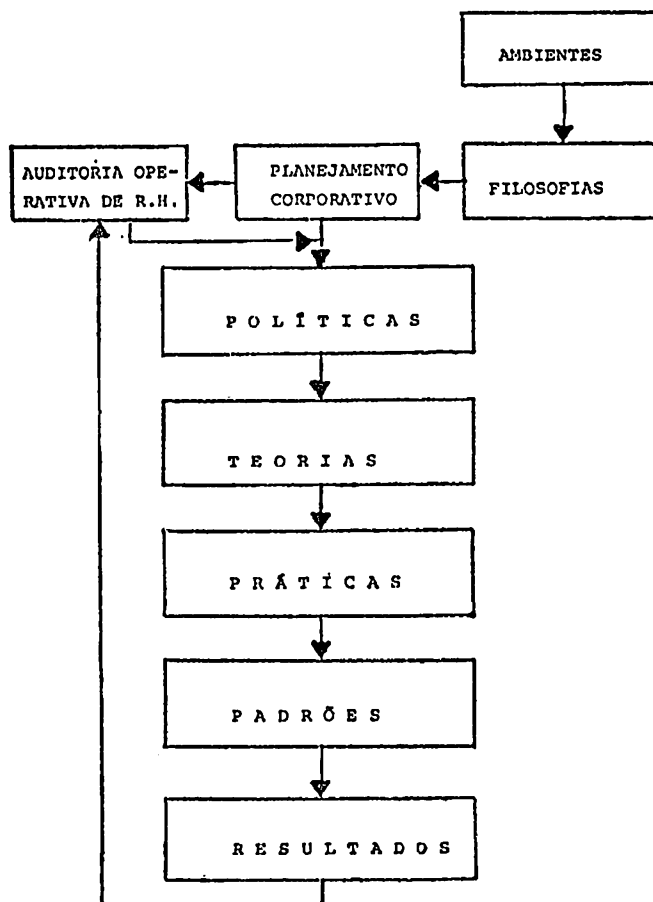 AMBIENTES
AUDITORIA OPE-
RATIVA DE R.H.
PLANEJAMENTO
CORPORATIVO
FILOSOFIAS
POLÍTICAS
TEORIAS
PRÁTICAS
PADRÕES
RESULTADOS